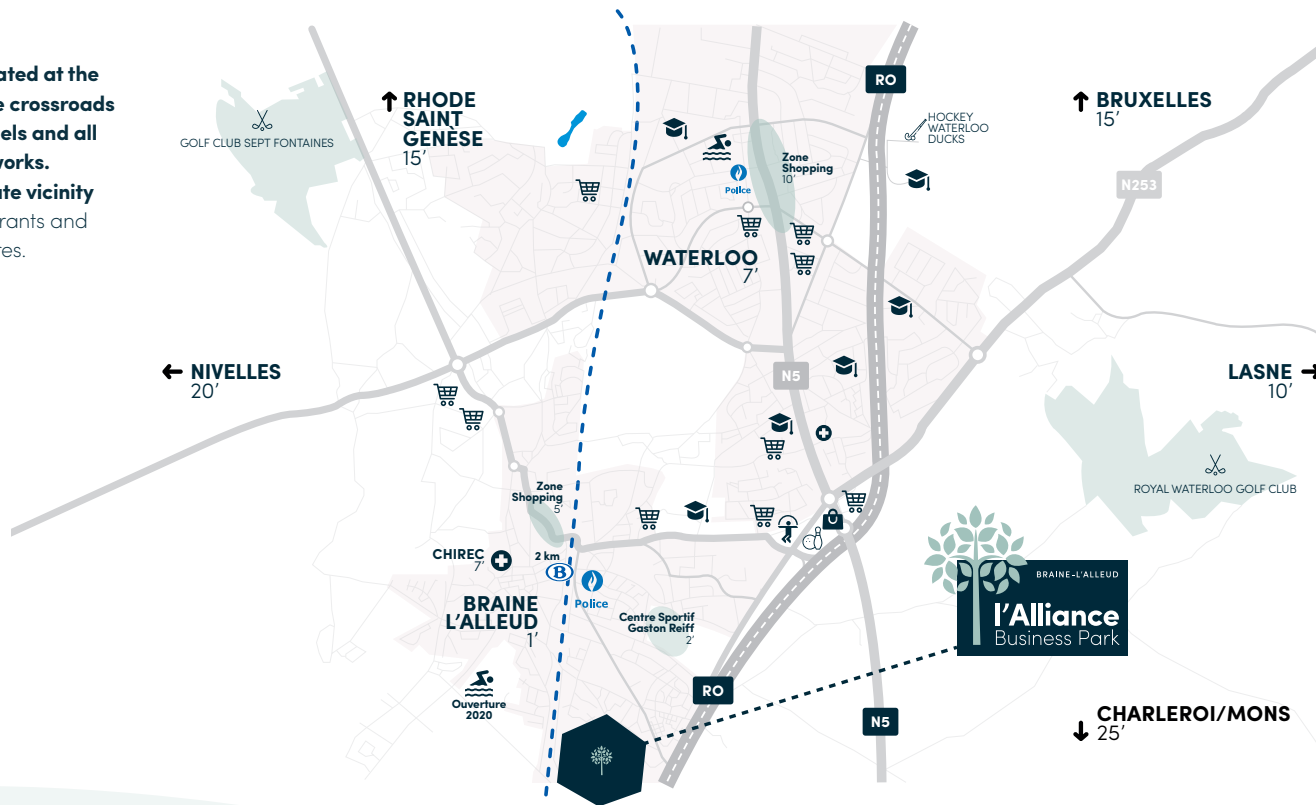 ated at the
e crossroads
els and all
works.
ate vicinity
rants and
res.
GOLF CLUB SEPT FONTAINES
RHODE
SAINT
GENÈSE
15’
RO
HOCKEY
WATERLOO
DUCKS
BRUXELLES
15’
Zone
Shopping
10’
Police
N253
WATERLOO
7’
NIVELLES
20’
N5
LASNE
10’
ROYAL WATERLOO GOLF CLUB
Zone
Shopping
5’
CHIREC
7’
2 km
B
Police
BRAINE
L’ALLEUD
1’
Centre Sportif
Gaston Reiff
2’
BRAINE-L’ALLEUD
l’Alliance
Business Park
Ouverture
2020
RO
N5
CHARLEROI/MONS
25’